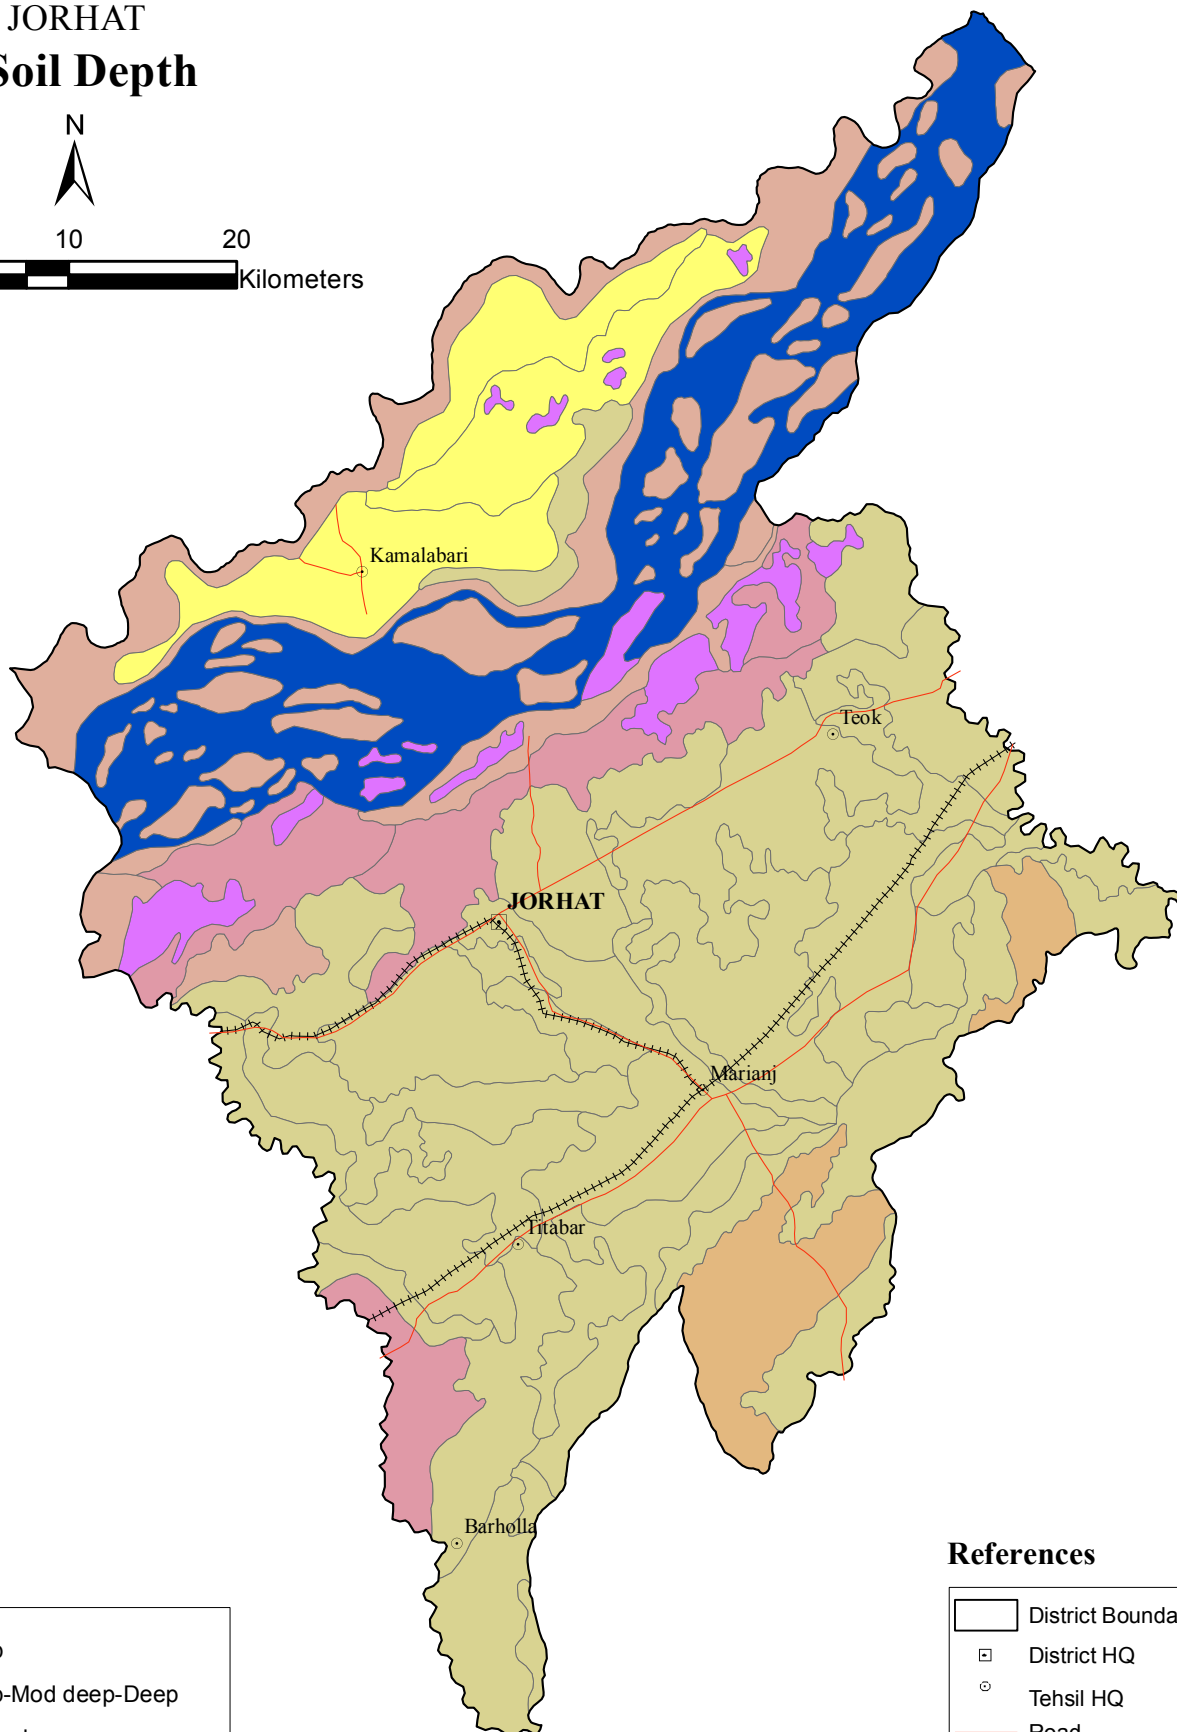 JORHAT
Soil Depth
N
10 20
Kilometers
Kamalabari
Teok
JORHAT
Marianj
Titabar
Barholla
References
District Bounda
District HQ
Tehsil HQ
Road
-Mod deep-Deep